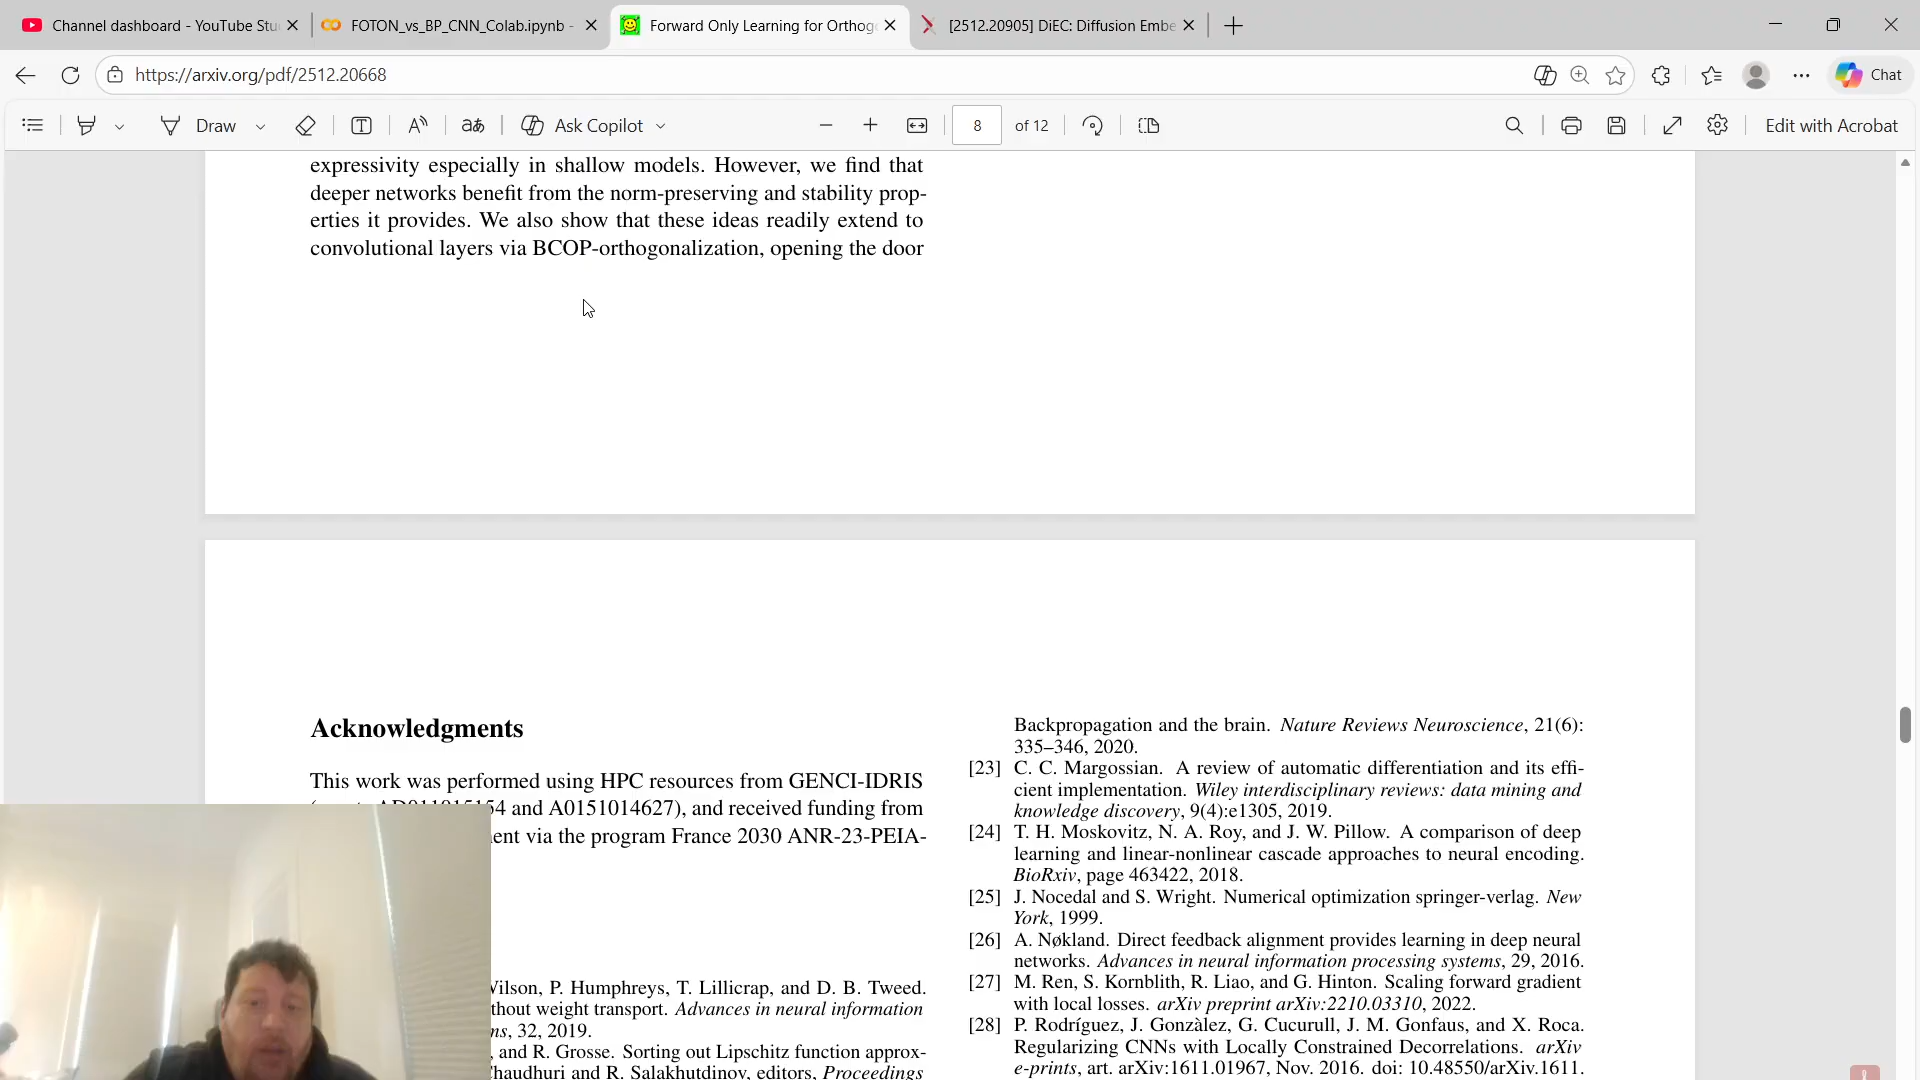 Channel dashboard - YouTube Stu
FOTON_vs_BP_CNN_Colab.ipynb -
Forward Only Learning for Orthog
[2512.20905] DiEC: Diffusion Embe
https://arxiv.org/pdf/2512.20668
Chat
Draw
Ask Copilot
8 of 12
Edit with Acrobat
expressivity especially in shallow models. However, we find that
deeper networks benefit from the norm-preserving and stability prop-
erties it provides. We also show that these ideas readily extend to
convolutional layers via BCOP-orthogonalization, opening the door
Acknowledgments
This work was performed using HPC resources from GENCI-IDRIS
54 and A0151014627), and received funding from
ent via the program France 2030 ANR-23-PEIA-
Wilson, P. Humphreys, T. Lillicrap, and D. B. Tweed.
thout weight transport. Advances in neural information
ns, 32, 2019.
, and R. Grosse. Sorting out Lipschitz function approx-
haudhuri and R. Salakhutdinov, editors, Proceedings
Backpropagation and the brain. Nature Reviews Neuroscience, 21(6):
335–346, 2020.
[23] C. C. Margossian. A review of automatic differentiation and its effi-
cient implementation. Wiley interdisciplinary reviews: data mining and
knowledge discovery, 9(4):e1305, 2019.
[24] T. H. Moskovitz, N. A. Roy, and J. W. Pillow. A comparison of deep
learning and linear-nonlinear cascade approaches to neural encoding.
BioRxiv, page 463422, 2018.
[25] J. Nocedal and S. Wright. Numerical optimization springer-verlag. New
York, 1999.
[26] A. Nøkland. Direct feedback alignment provides learning in deep neural
networks. Advances in neural information processing systems, 29, 2016.
[27] M. Ren, S. Kornblith, R. Liao, and G. Hinton. Scaling forward gradient
with local losses. arXiv preprint arXiv:2210.03310, 2022.
[28] P. Rodríguez, J. Gonzàlez, G. Cucurull, J. M. Gonfaus, and X. Roca.
Regularizing CNNs with Locally Constrained Decorrelations. arXiv
e-prints, art. arXiv:1611.01967, Nov. 2016. doi: 10.48550/arXiv.1611.